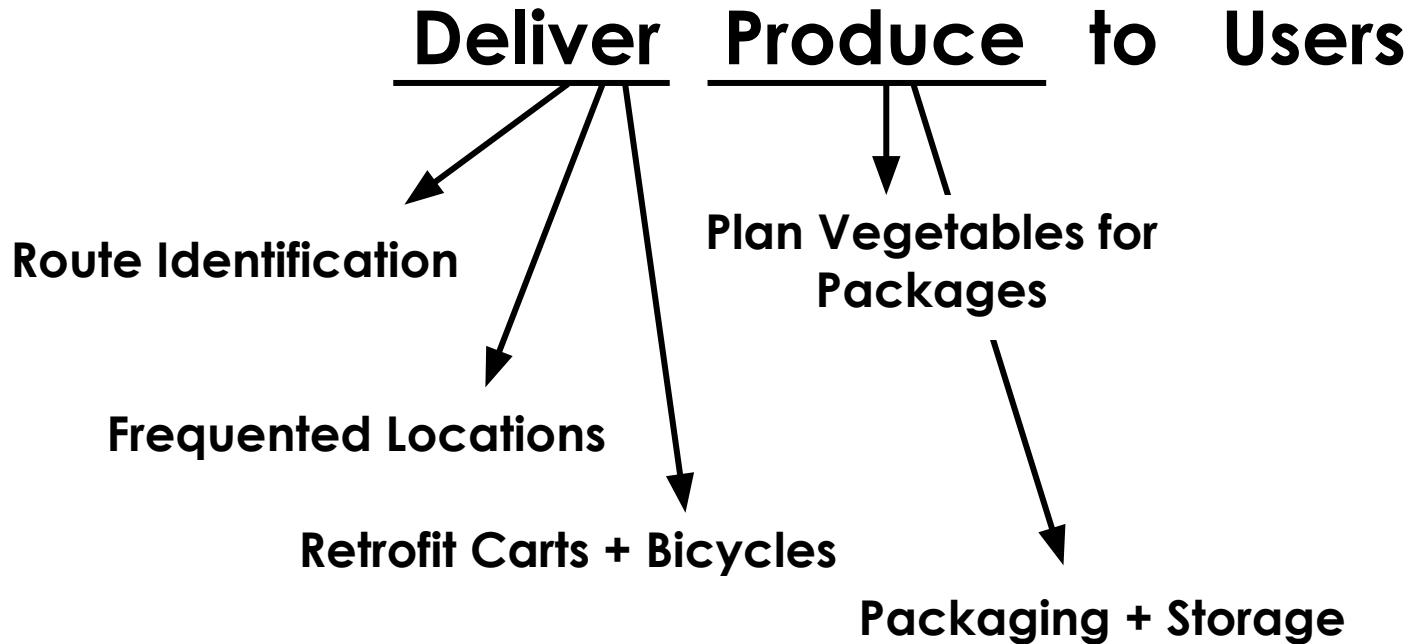 Deliver Produce to Users
Route Identification
Plan Vegetables for
Packages
Frequented Locations
Retrofit Carts + Bicycles
Packaging + Storage